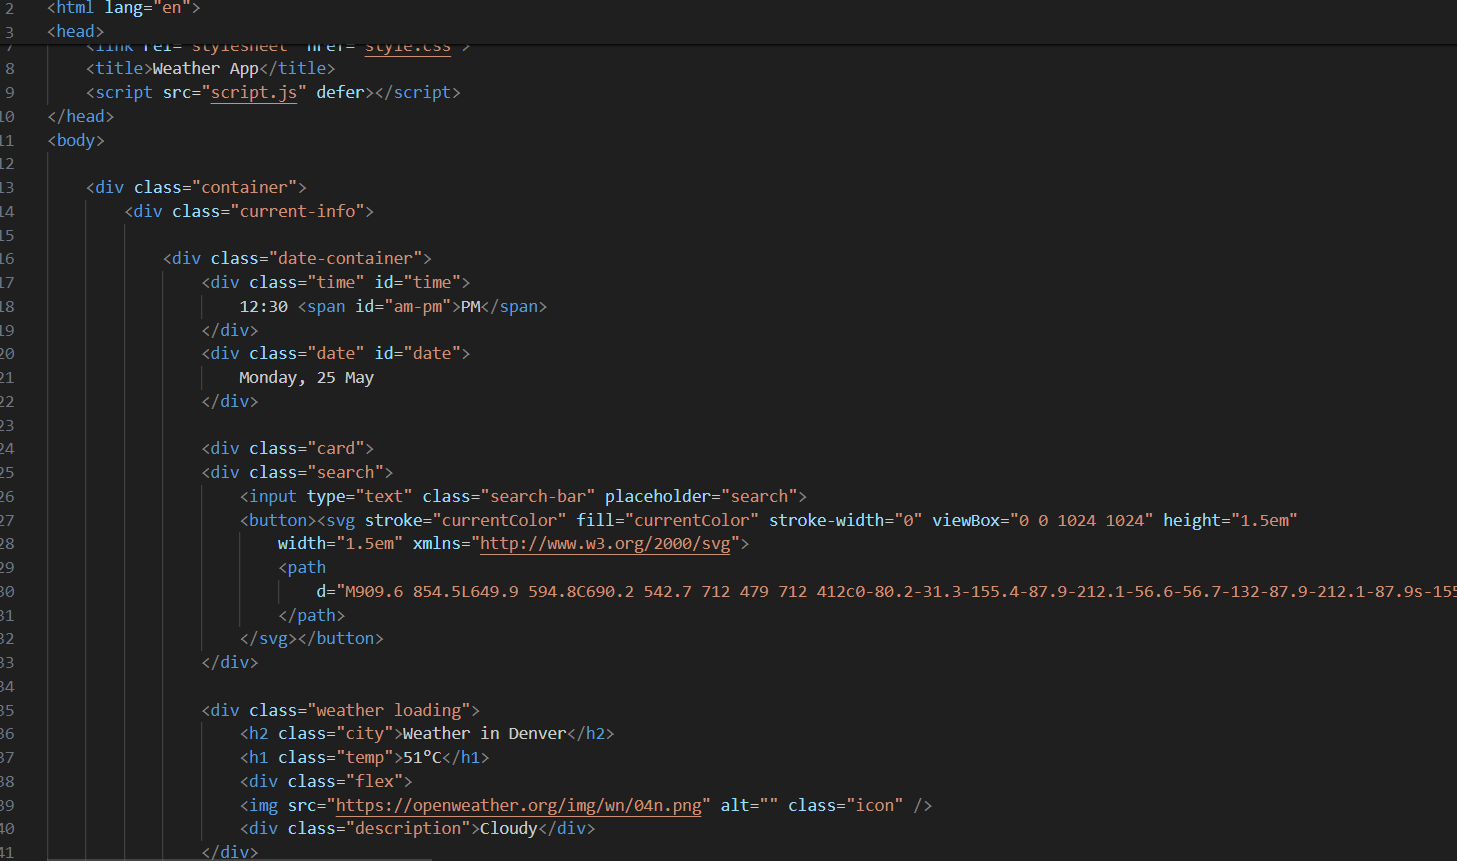 2 <html lang="en">
3 <head>
7 <link rel="stylesheet" href="style.css">
8 <title>Weather App</title>
9 <script src="script.js" defer></script>
10 </head>
11 <body>
12
13 <div class="container">
14 <div class="current-info">
15
16 <div class="date-container">
17 <div class="time" id="time">
18 12:30 <span id="am-pm">PM</span>
19 </div>
20 <div class="date" id="date">
21 Monday, 25 May
22 </div>
23
24 <div class="card">
25 <div class="search">
26 <input type="text" class="search-bar" placeholder="search">
27 <button><svg stroke="currentColor" fill="currentColor" stroke-width="0" viewBox="0 0 1024 1024" height="1.5em"
28 width="1.5em" xmlns="http://www.w3.org/2000/svg">
29 <path
30 d="M909.6 854.5L649.9 594.8C690.2 542.7 712 479 712 412c0-80.2-31.3-155.4-87.9-212.1-56.6-56.7-132-87.9-212.1-87.9s-155
31 </path>
32 </svg></button>
33 </div>
34
35 <div class="weather loading">
36 <h2 class="city">Weather in Denver</h2>
37 <h1 class="temp">51°C</h1>
38 <div class="flex">
39 <img src="https://openweather.org/img/wn/04n.png" alt="" class="icon" />
40 <div class="description">Cloudy</div>
41 </div>